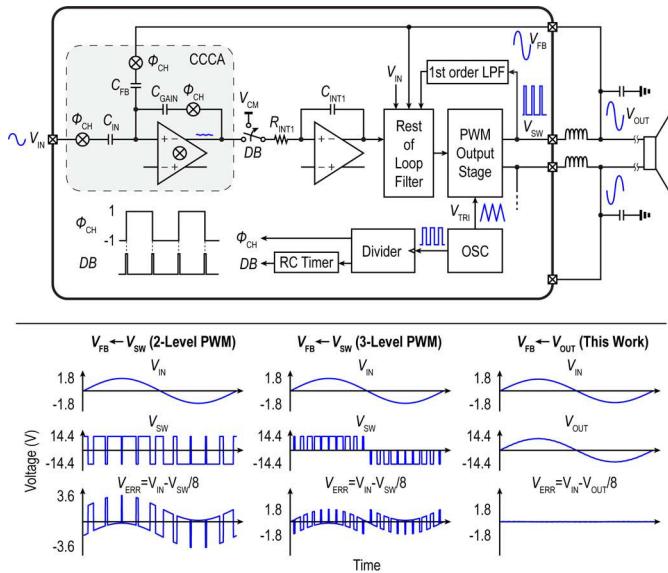 CCCA
Φ_CH
V_FB
C_FB
Φ_CH
C_GAIN
V_IN
1st order LPF
C_INT1
V_CM
R_INT1
V_IN
Φ_CH
C_IN
DB
Rest of Loop Filter
PWM Output Stage
V_SW
V_OUT
V_TRI
Φ_CH
1
-1
DB
Φ_CH
DB
RC Timer
Divider
OSC
V_FB ← V_SW (2-Level PWM)
V_IN
1.8
-1.8
V_SW
14.4
-14.4
V_ERR=V_IN-V_SW/8
3.6
-3.6
V_FB ← V_SW (3-Level PWM)
V_IN
1.8
-1.8
V_SW
14.4
-14.4
V_ERR=V_IN-V_SW/8
1.8
-1.8
V_FB ← V_OUT (This Work)
V_IN
1.8
-1.8
V_OUT
14.4
-14.4
V_ERR=V_IN-V_OUT/8
1.8
-1.8
Voltage (V)
Time